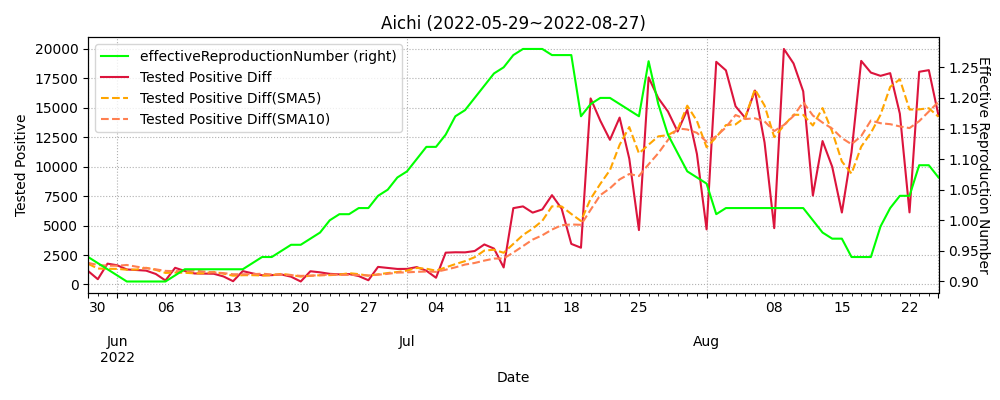 Aichi (2022-05-29~2022-08-27)
effectiveReproductionNumber (right)
Tested Positive Diff
Tested Positive Diff(SMA5)
Tested Positive Diff(SMA10)
Tested Positive
20000
17500
15000
12500
10000
7500
5000
2500
0
1.25
1.20
1.15
1.10
1.05
1.00
0.95
0.90
Effective Reproduction Number
30 06 13 20 27 04 11 18 25 08 15 22
Jun Jul Aug
2022
Date